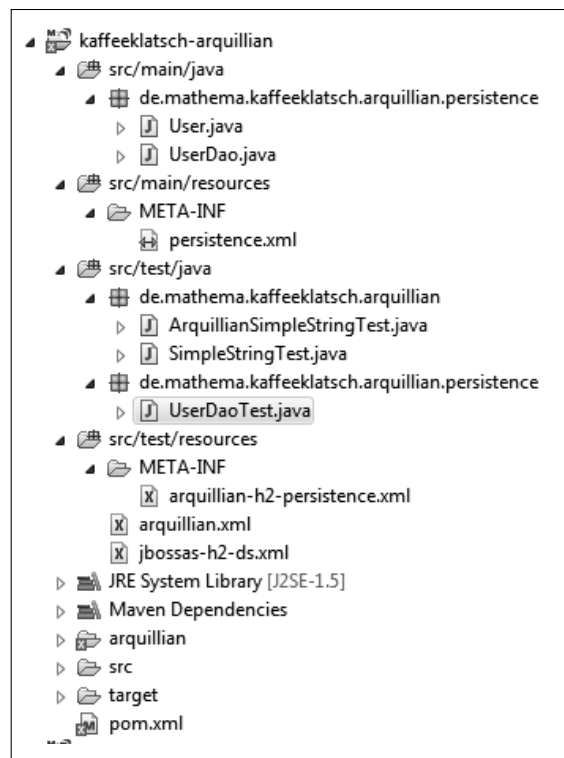 kaffeeklatsch-arquillian
src/main/java
de.mathema.kaffeeklatsch.arquillian.persistence
User.java
UserDao.java
src/main/resources
META-INF
persistence.xml
src/test/java
de.mathema.kaffeeklatsch.arquillian
ArquillianSimpleStringTest.java
SimpleStringTest.java
de.mathema.kaffeeklatsch.arquillian.persistence
UserDaoTest.java
src/test/resources
META-INF
arquillian-h2-persistence.xml
arquillian.xml
jbossas-h2-ds.xml
JRE System Library [J2SE-1.5]
Maven Dependencies
arquillian
src
target
pom.xml